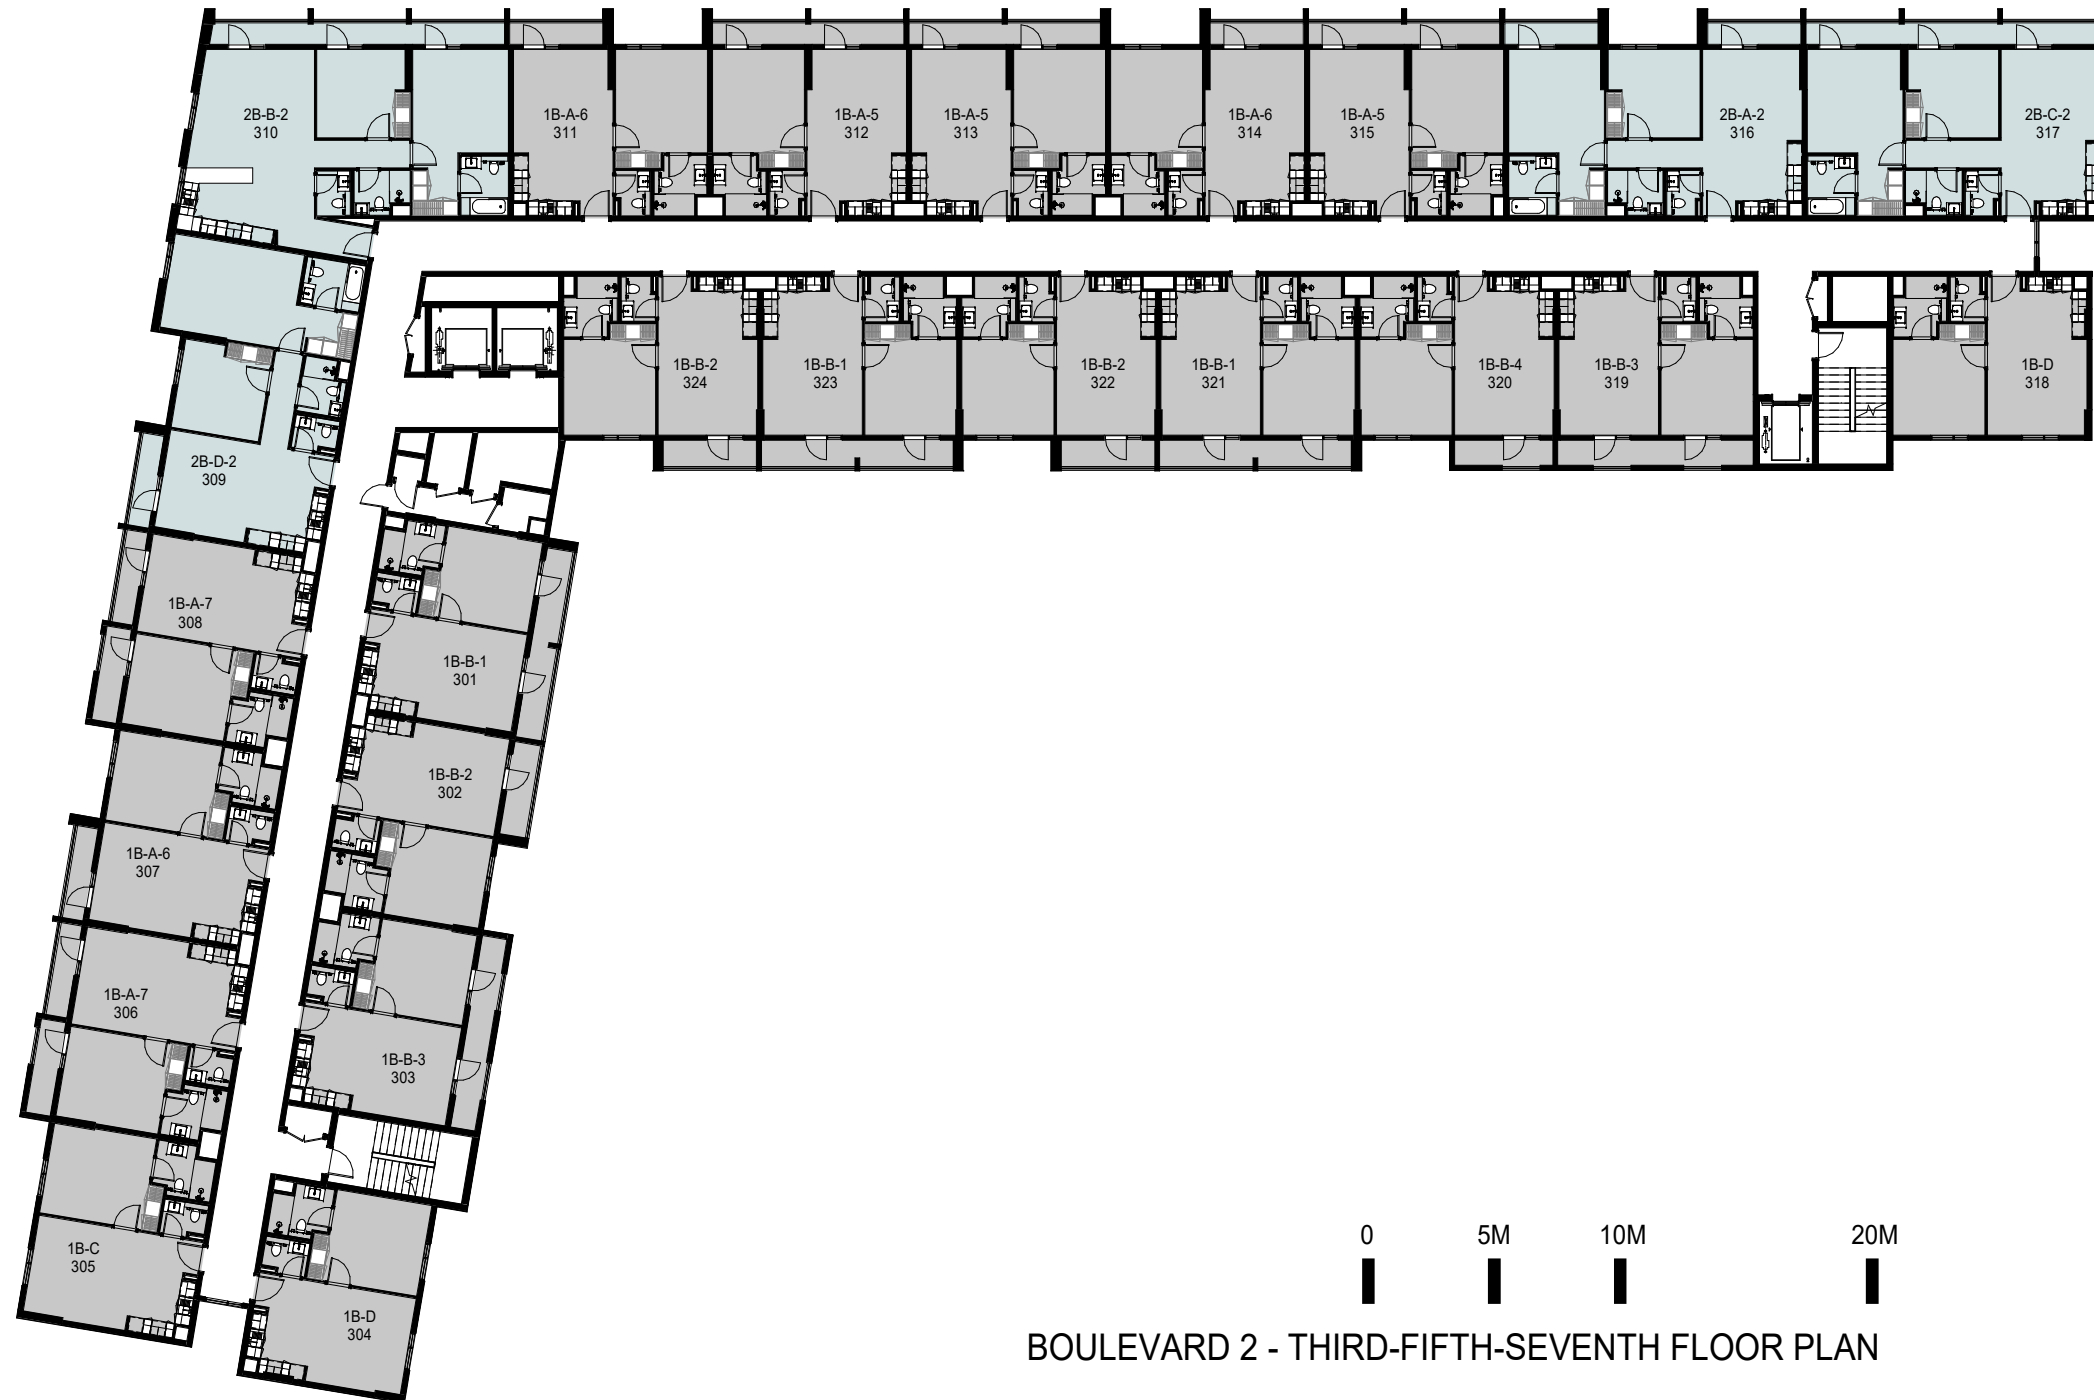 2B-B-2
310
1B-A-6
311
1B-A-5
312
1B-A-5
313
1B-A-6
314
1B-A-5
315
2B-A-2
316
2B-C-2
317
1B-B-2
324
1B-B-1
323
1B-B-2
322
1B-B-1
321
1B-B-4
320
1B-B-3
319
1B-D
318
2B-D-2
309
1B-A-7
308
1B-B-1
301
1B-B-2
302
1B-A-6
307
1B-A-7
306
1B-B-3
303
1B-C
305
1B-D
304
0 5M 10M 20M
BOULEVARD 2 - THIRD-FIFTH-SEVENTH FLOOR PLAN